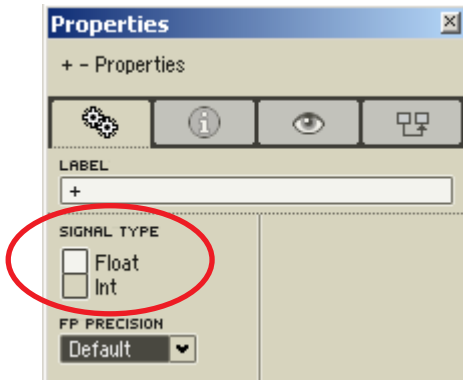 Properties
+ - Properties
LABEL
+
SIGNAL TYPE
Float
Int
FP PRECISION
Default